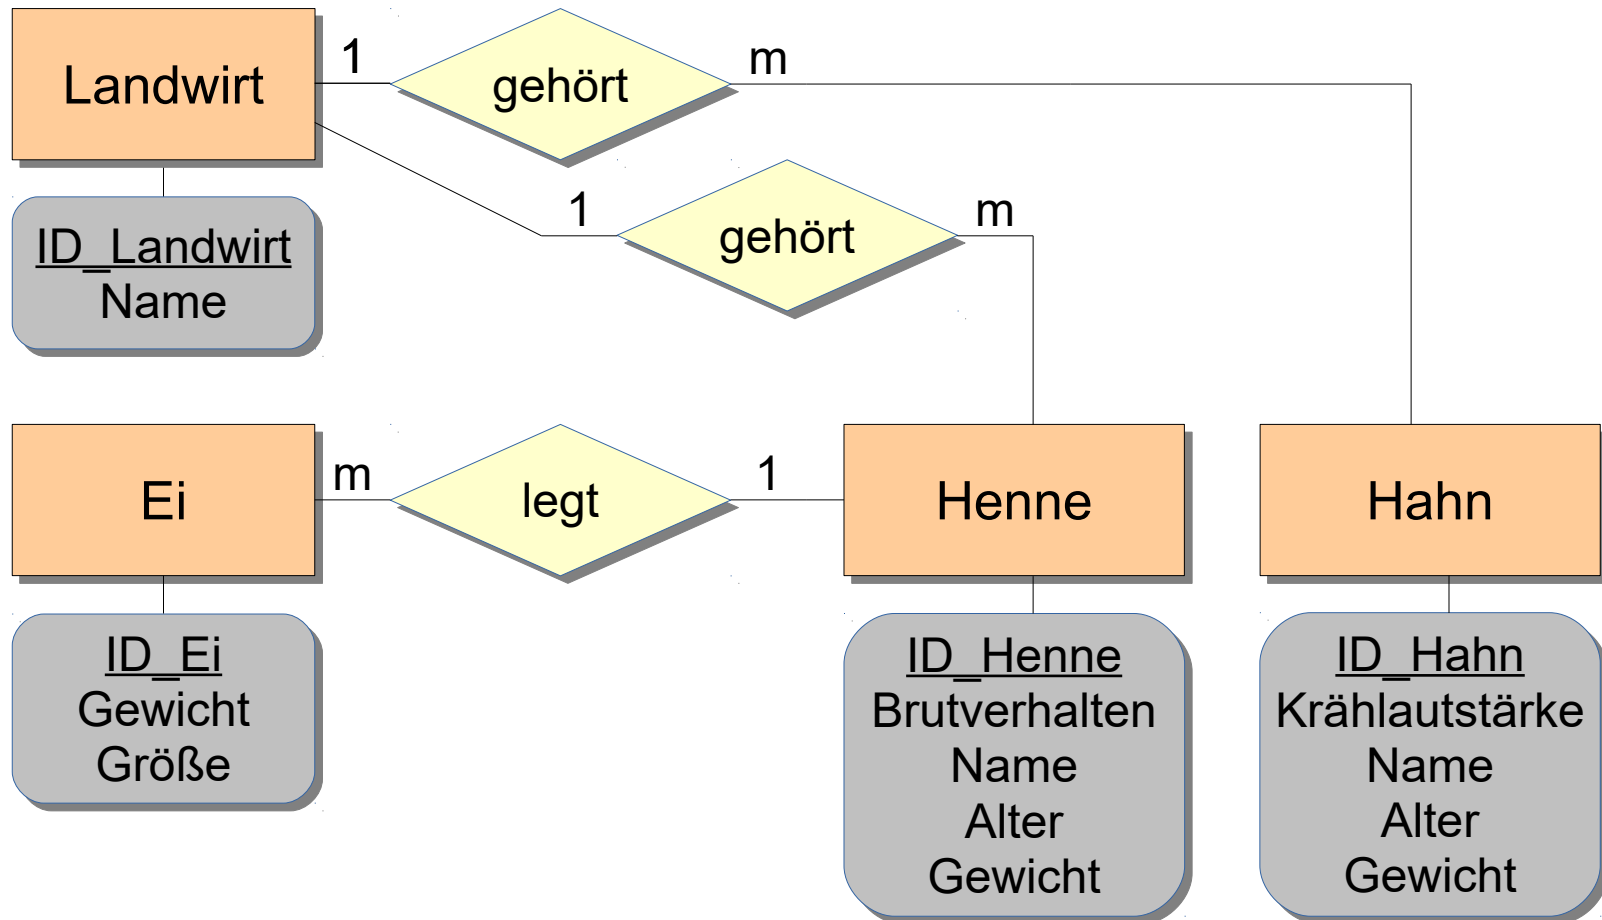 Landwirt
1
gehört
m
1
gehört
m
ID_Landwirt
Name
Ei
m
legt
1
Henne
Hahn
ID_Ei
Gewicht
Größe
ID_Henne
Brutverhalten
Name
Alter
Gewicht
ID_Hahn
Krählautstärke
Name
Alter
Gewicht